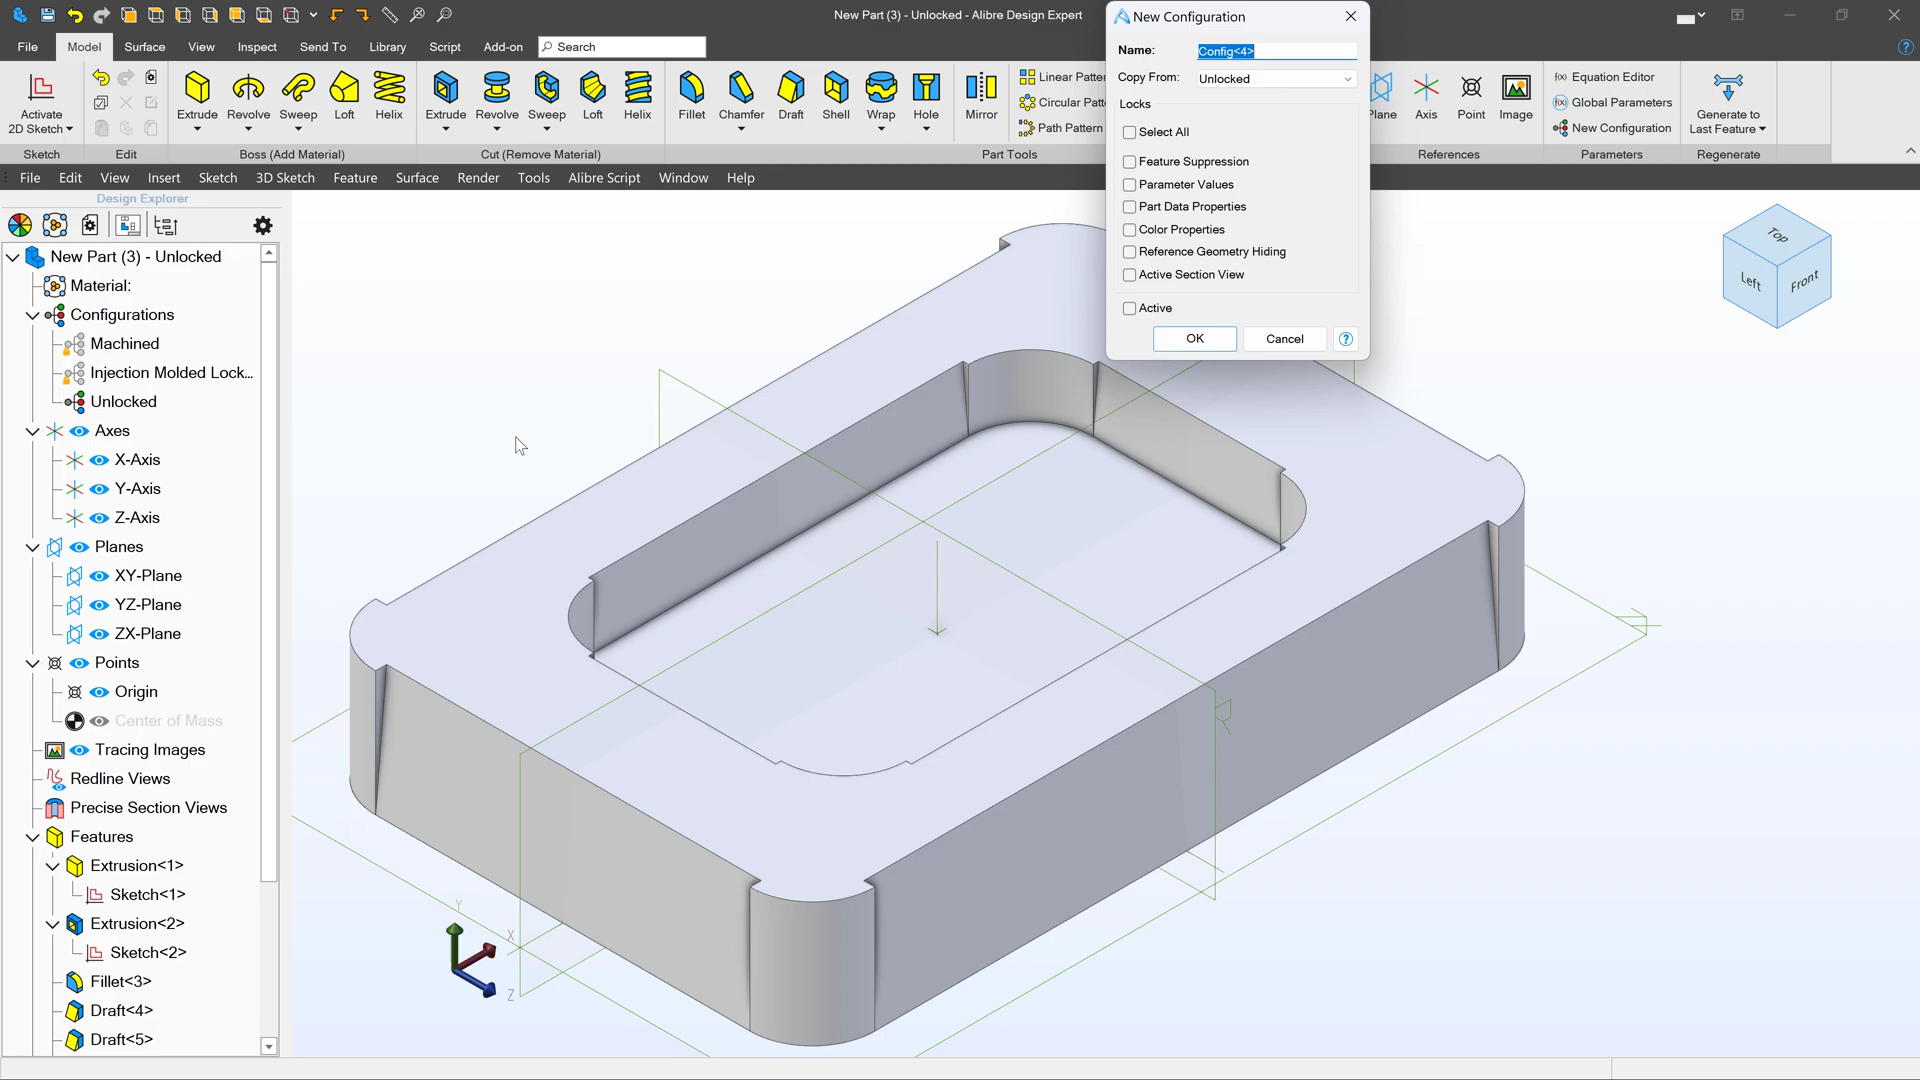 New Part (3) - Unlocked - Alibre Design Expert
File Model Surface View Inspect Send To Library Script Add-on Search
Activate
2D Sketch
Sketch
Edit
Extrude Revolve Sweep Loft Helix
Boss (Add Material)
Extrude Revolve Sweep Loft Helix
Cut (Remove Material)
Fillet Chamfer Draft Shell Wrap Hole
Mirror
Linear Patter
Circular Patt
Path Pattern
Part Tools
Plane Axis Point Image
References
Equation Editor
Global Parameters
New Configuration
Parameters
Generate to
Last Feature
Regenerate
File Edit View Insert Sketch 3D Sketch Feature Surface Render Tools Alibre Script Window Help
Design Explorer
New Part (3) - Unlocked
Material:
Configurations
Machined
Injection Molded Lock...
Unlocked
Axes
X-Axis
Y-Axis
Z-Axis
Planes
XY-Plane
YZ-Plane
ZX-Plane
Points
Origin
Center of Mass
Tracing Images
Redline Views
Precise Section Views
Features
Extrusion<1>
Sketch<1>
Extrusion<2>
Sketch<2>
Fillet<3>
Draft<4>
Draft<5>
New Configuration
Name: Config<4>
Copy From: Unlocked
Locks
Select All
Feature Suppression
Parameter Values
Part Data Properties
Color Properties
Reference Geometry Hiding
Active Section View
Active
OK Cancel
Top
Left Front
Y
X
Z